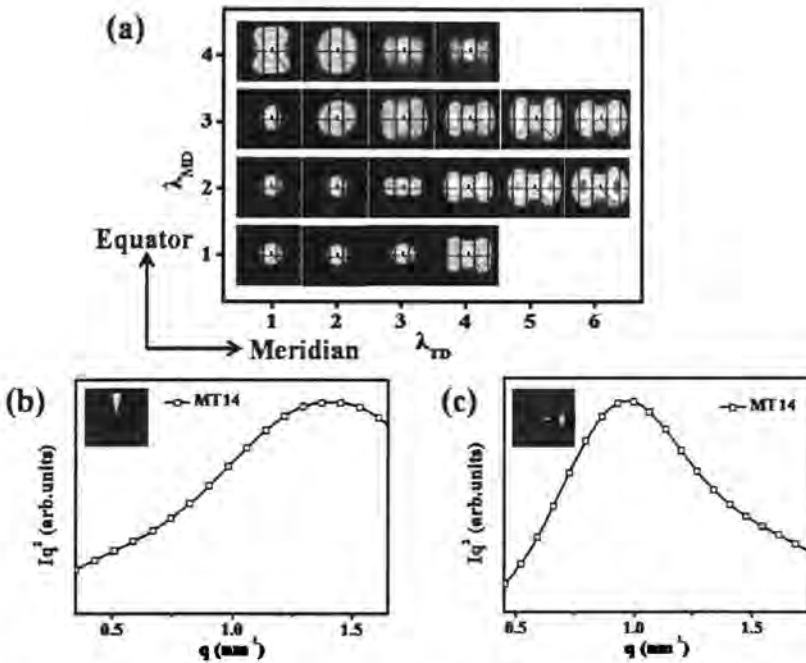 (a)
4
3
2
1
λMD
Equator
Meridian
1 2 3 4 5 6
λTD
(b)
MT14
Iq² (arb.units)
0.5 1.0 1.5
q (nm⁻¹)
(c)
MT14
Iq² (arb.units)
0.5 1.0 1.5
q (nm⁻¹)